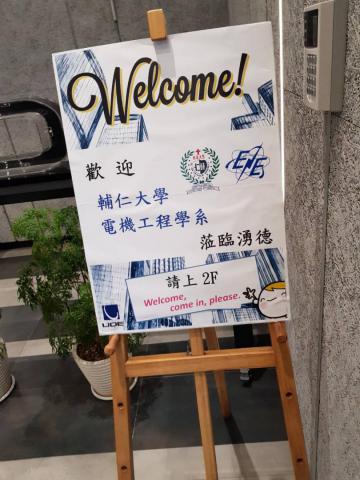 Welcome!
歡迎
輔仁大學
電機工程學系
蒞臨湧德
請上 2F
Welcome,
come in, please.
UDE